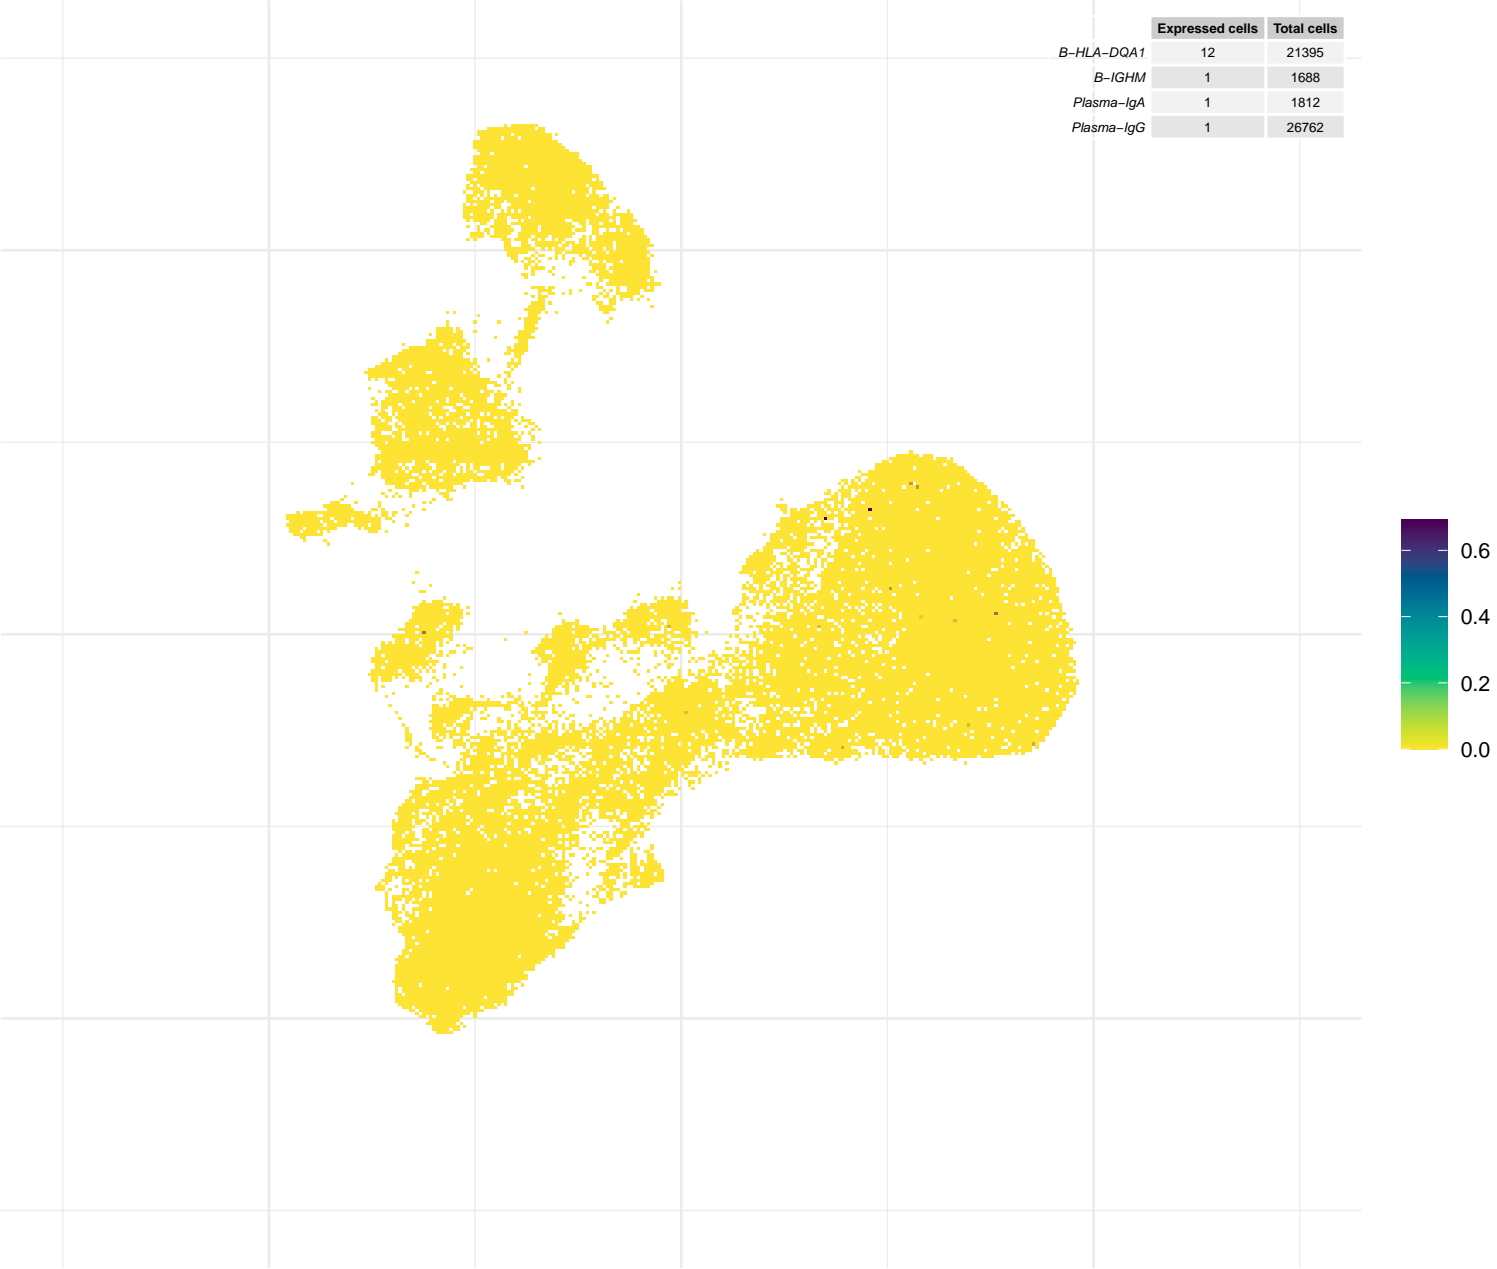 Expressed cells Total cells
B−HLA−DQA1 12 21395
B−IGHM 1 1688
Plasma−IgA 1 1812
Plasma−IgG 1 26762
0.6
0.4
0.2
0.0